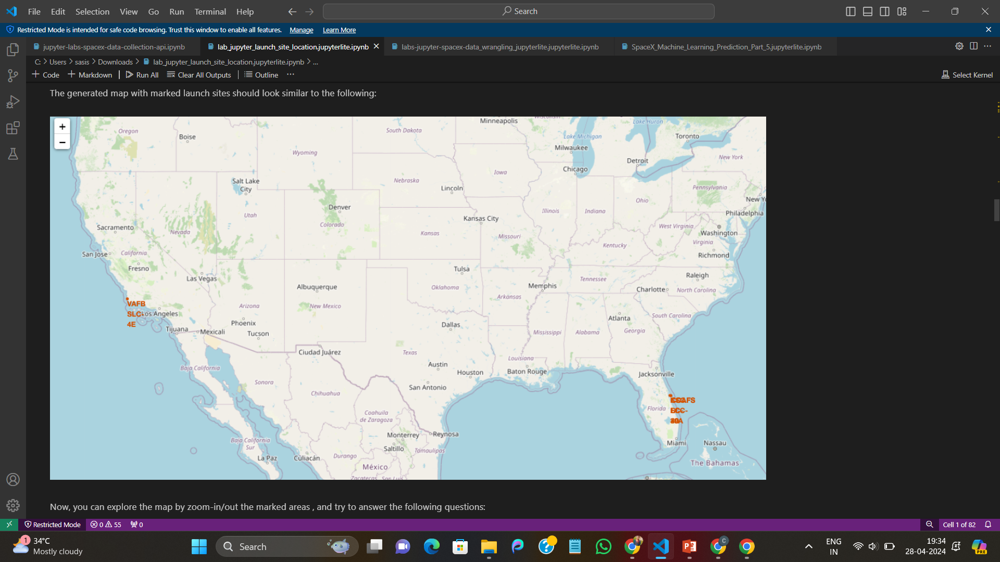 File Edit Selection View Go Run Terminal Help
Search
Restricted Mode is intended for safe code browsing. Trust this window to enable all features. Manage Learn More
jupyter-labs-spacex-data-collection-api.ipynb
lab_jupyter_launch_site_location.jupyterlite.ipynb
labs-jupyter-spacex-data_wrangling_jupyterlite.jupyterlite.ipynb
SpaceX_Machine_Learning_Prediction_Part_5.jupyterlite.ipynb
C: > Users > sasis > Downloads > lab_jupyter_launch_site_location.jupyterlite.ipynb > ...
+ Code + Markdown | Run All Clear All Outputs | Outline ...
Select Kernel
The generated map with marked launch sites should look similar to the following:
+
−
Minneapolis
Wisconsin
Lake Huron
Oregon
Boise
South Dakota
Lake Michigan
Toronto
Wyoming
Milwaukee
New York
Detroit
Chicago
Iowa
Salt Lake
City
Nebraska
Lincoln
Pennsylvania
Ohio
Denver
Illinois
Indiana
Philadelphia
Utah
Kansas City
Sacramento
Nevada
Colorado
Kansas
Missouri
West Virginia
Washington
Virginia
Kentucky
San Jose
California
Richmond
Fresno
Las Vegas
Tulsa
Raleigh
Albuquerque
Oklahoma
Memphis
Tennessee
Charlotte
North Carolina
Arkansas
VAFB
SLC-
4E
Los Angeles
Arizona
New Mexico
Phoenix
Dallas
Atlanta
South Carolina
Tijuana
Mexicali
Tucson
Mississippi
Alabama
Georgia
Ciudad Juárez
Texas
Louisiana
Baja California
Austin
Houston
Baton Rouge
Jacksonville
Sonora
Chihuahua
San Antonio
Florida
Coahuila
de Zaragoza
Monterrey
Reynosa
Baja California
Sur
Saltillo
Tamaulipas
Miami
Nassau
La Paz
Culiacán
Durango
México
The Bahamas
Zacatecas
San Luis
Now, you can explore the map by zoom-in/out the marked areas , and try to answer the following questions:
Restricted Mode 0 55 0
Cell 1 of 82
1
34°C
Mostly cloudy
Search
C
PRE
ENG
IN
19:34
28-04-2024